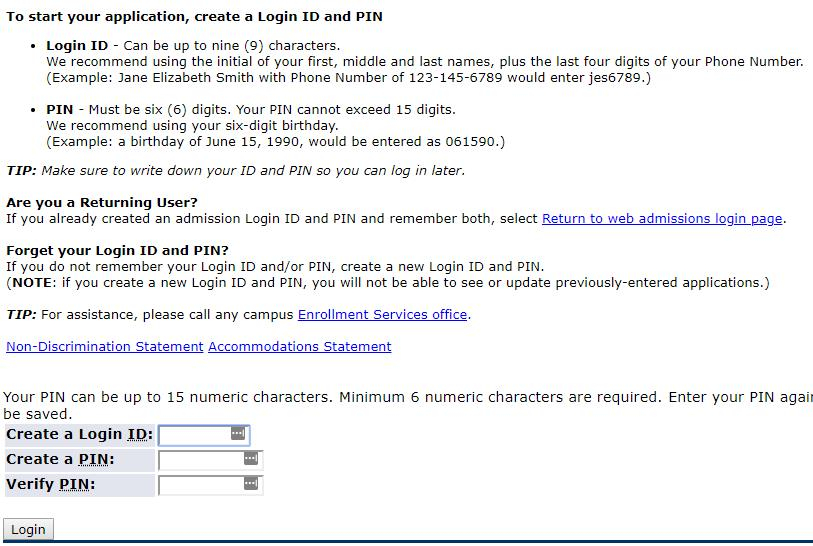 To start your application, create a Login ID and PIN
• Login ID - Can be up to nine (9) characters.
We recommend using the initial of your first, middle and last names, plus the last four digits of your Phone Number.
(Example: Jane Elizabeth Smith with Phone Number of 123-145-6789 would enter jes6789.)
• PIN - Must be six (6) digits. Your PIN cannot exceed 15 digits.
We recommend using your six-digit birthday.
(Example: a birthday of June 15, 1990, would be entered as 061590.)
TIP: Make sure to write down your ID and PIN so you can log in later.
Are you a Returning User?
If you already created an admission Login ID and PIN and remember both, select Return to web admissions login page.
Forget your Login ID and PIN?
If you do not remember your Login ID and/or PIN, create a new Login ID and PIN.
(NOTE: if you create a new Login ID and PIN, you will not be able to see or update previously-entered applications.)
TIP: For assistance, please call any campus Enrollment Services office.
Non-Discrimination Statement Accommodations Statement
Your PIN can be up to 15 numeric characters. Minimum 6 numeric characters are required. Enter your PIN
be saved.
Create a Login ID:
Create a PIN:
Verify PIN:
Login